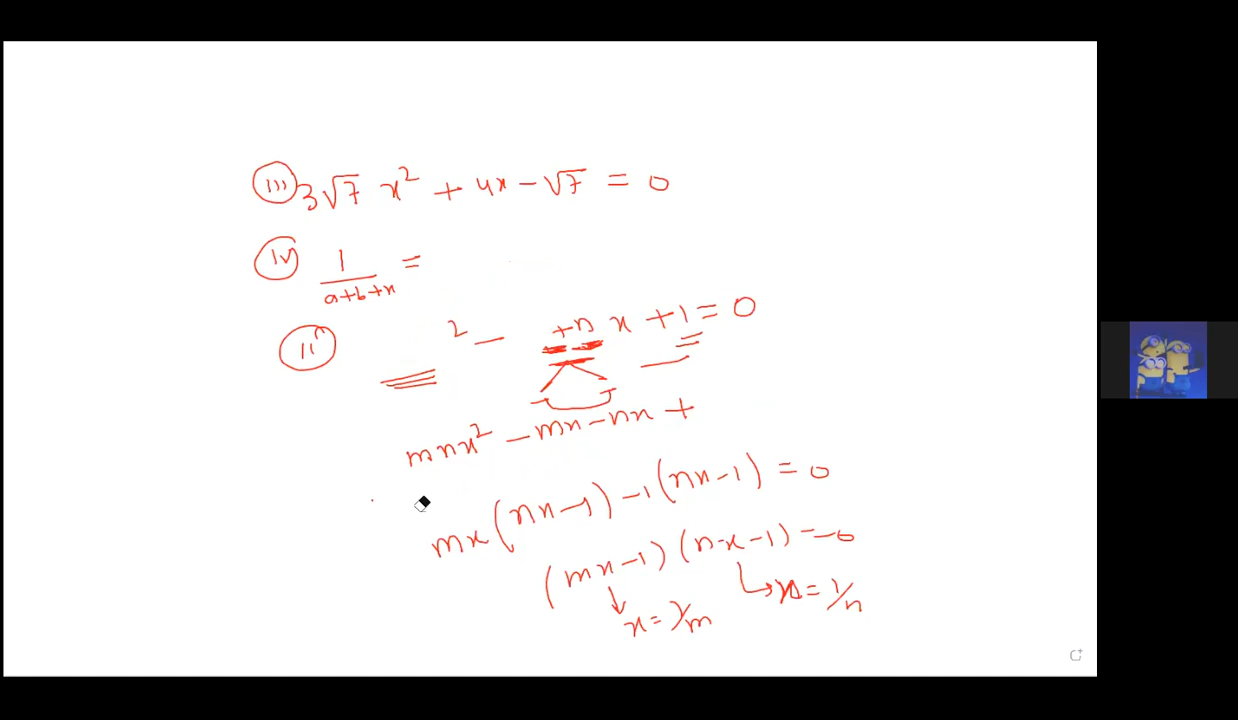 iii) 3√7 x² + 4x - √7 = 0
iv) 1/(a+b+x) =
ii) ² - +n x + 1 = 0
mnx² - mx - nx +
mx(nx-1) -1(nx-1) = 0
(mx-1) (n-x-1) = 0
x = 1/n
x = 1/m